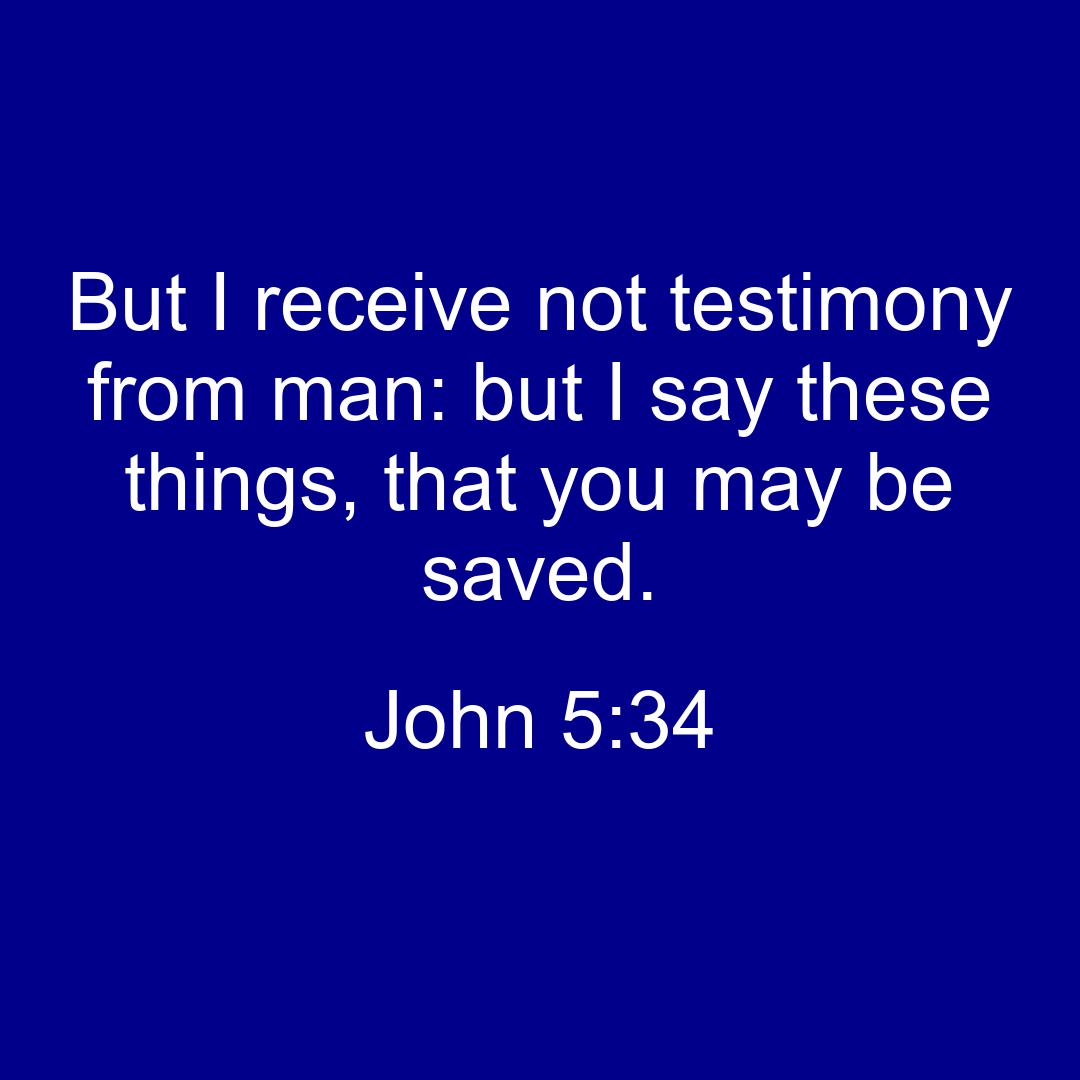 But I receive not testimony
from man: but I say these
things, that you may be
saved.
John 5:34